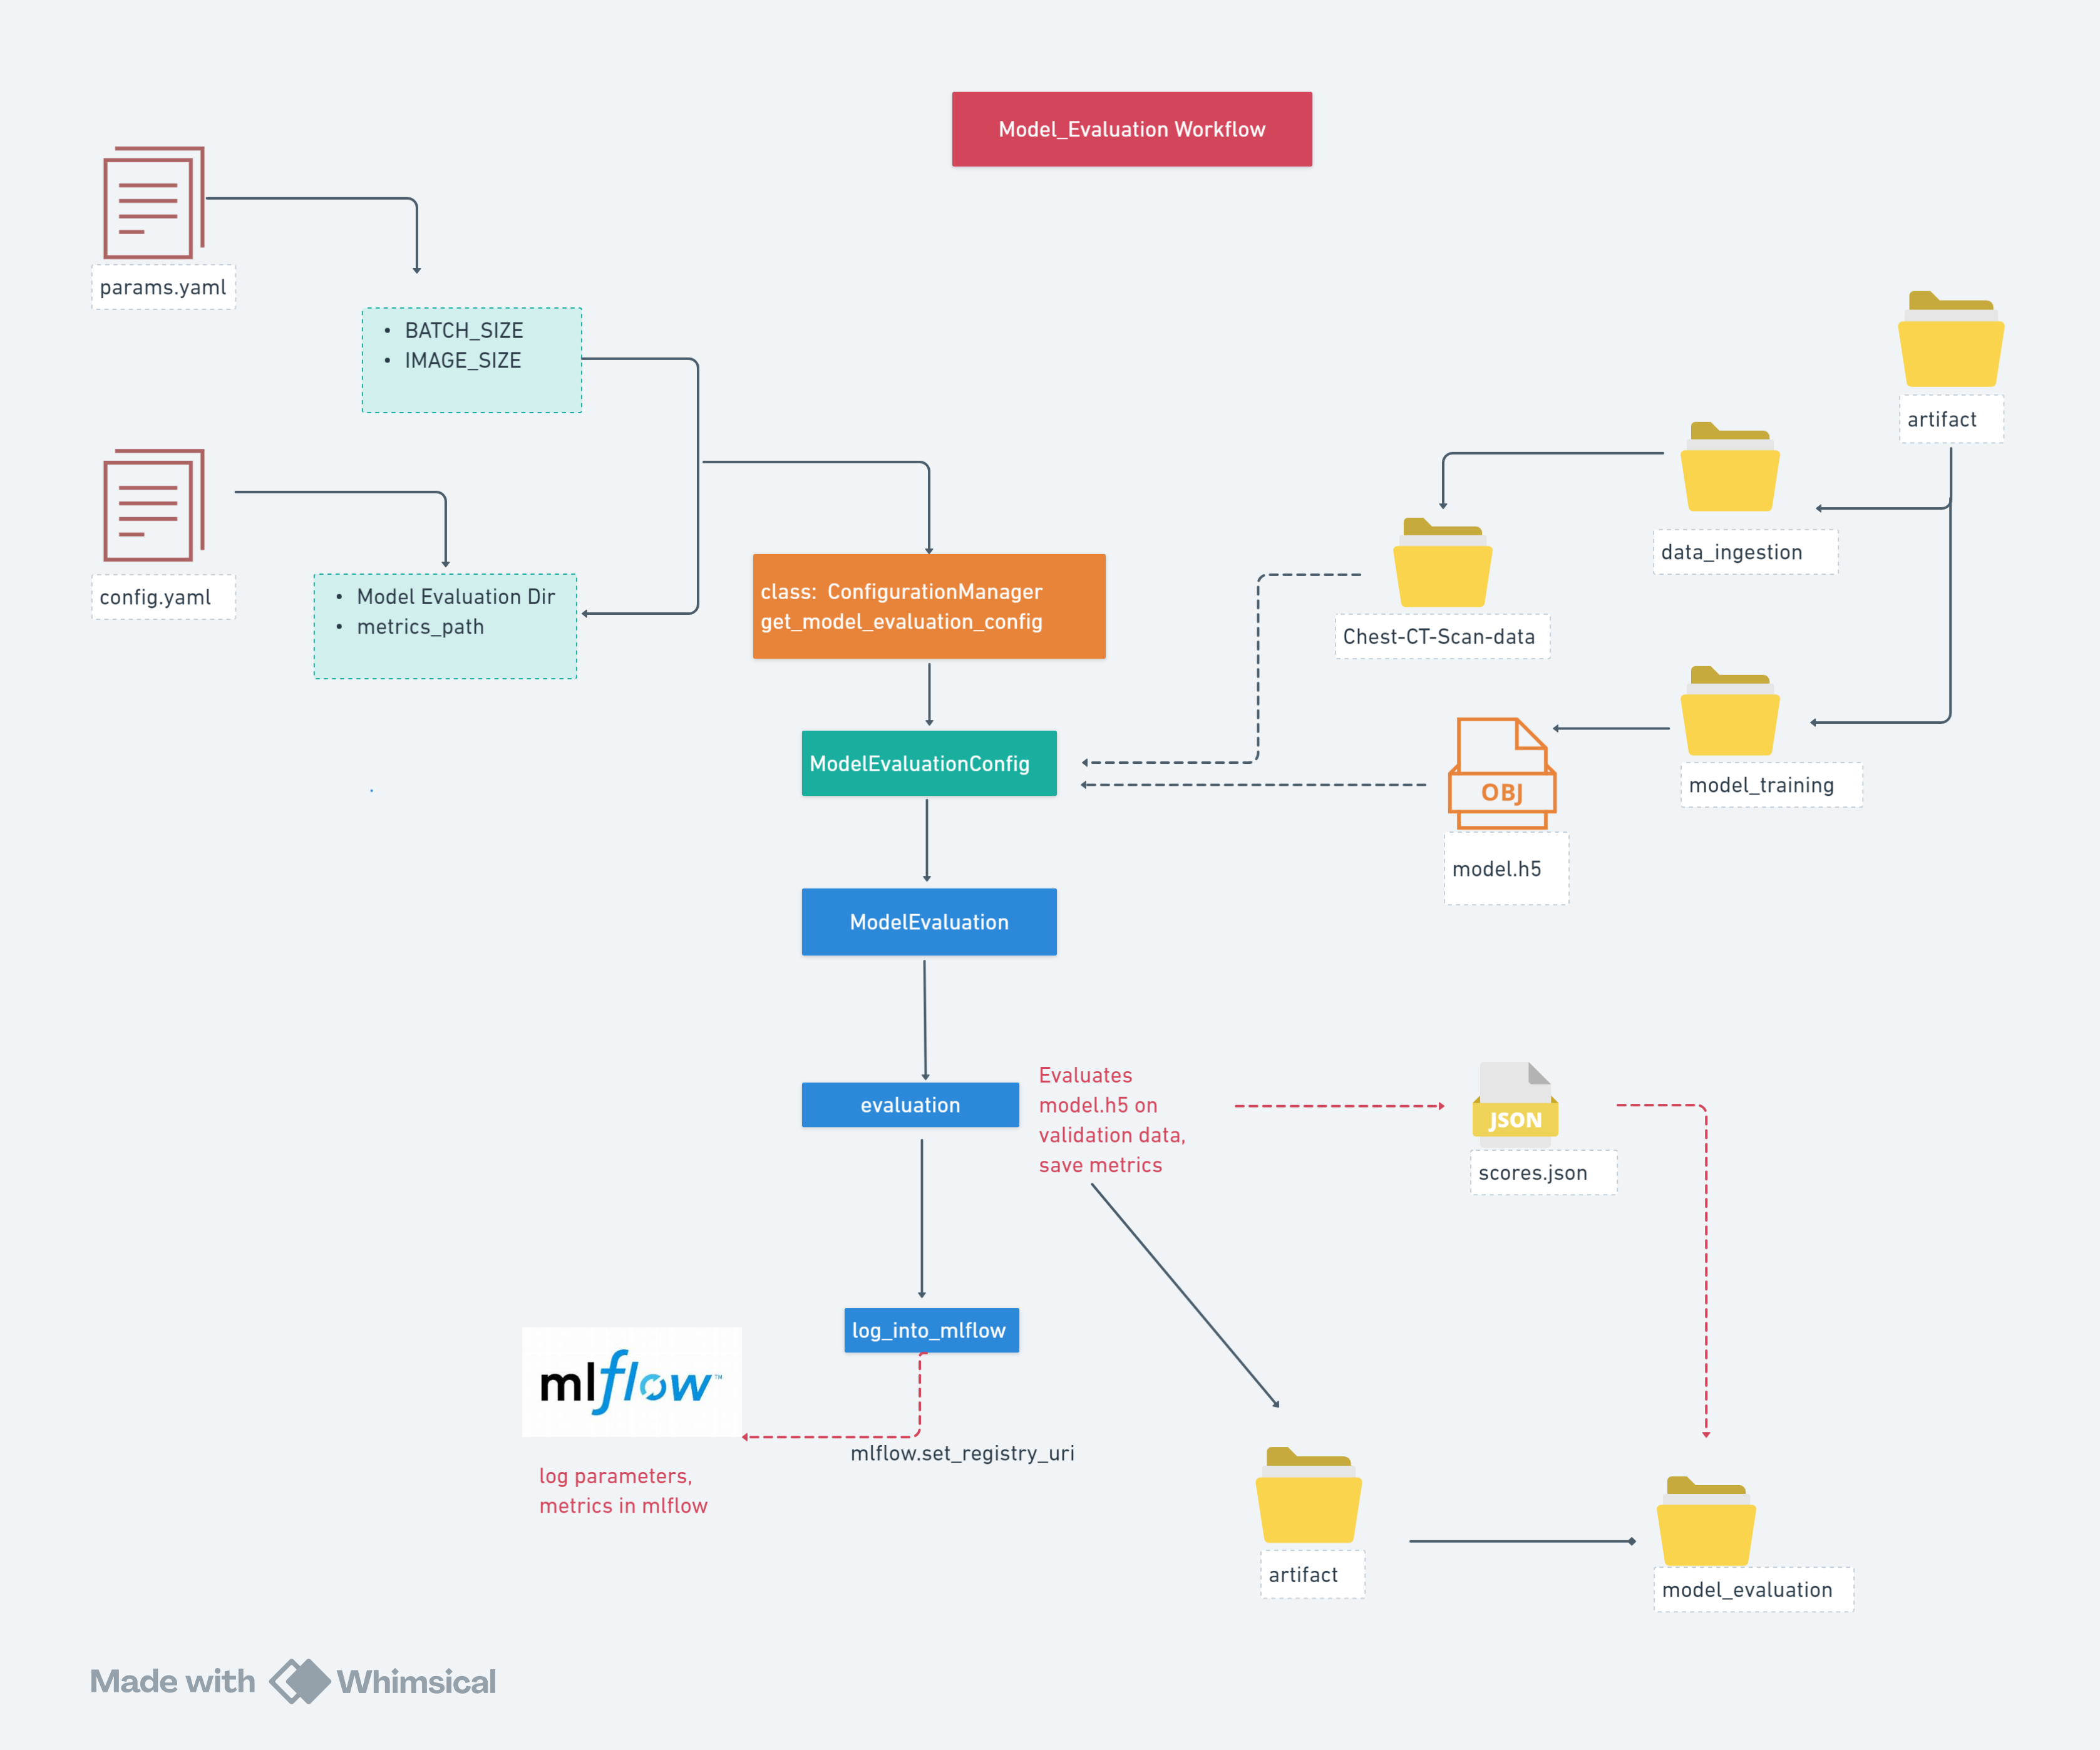 Model_Evaluation Workflow
params.yaml
• BATCH_SIZE
• IMAGE_SIZE
artifact
config.yaml
• Model Evaluation Dir
• metrics_path
class: ConfigurationManager
get_model_evaluation_config
data_ingestion
Chest-CT-Scan-data
ModelEvaluationConfig
OBJ
model.h5
model_training
ModelEvaluation
evaluation
Evaluates
model.h5 on
validation data,
save metrics
JSON
scores.json
log_into_mlflow
mlflow™
mlflow.set_registry_uri
log parameters,
metrics in mlflow
artifact
model_evaluation
Made with Whimsical